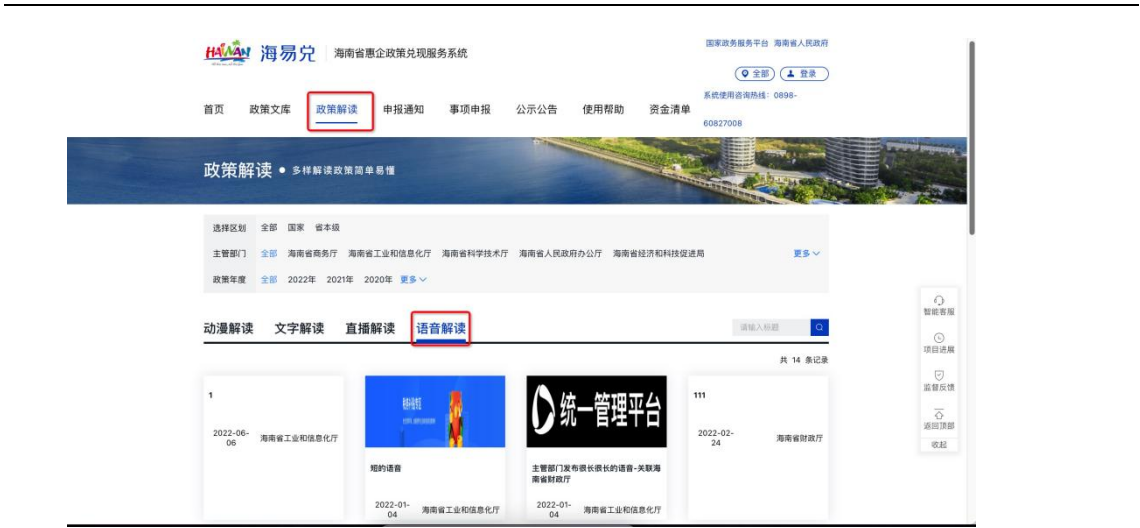 国家政务服务平台 海南省人民政府
HAINAN 海易兑 海南省惠企政策兑现服务系统
全部 登录
系统使用咨询热线：0898-
60827008
首页 政策文库 政策解读 申报通知 事项申报 公示公告 使用帮助 资金清单
政策解读 • 多样解读政策简单易懂
选择区划 全部 国家 省本级
主管部门 全部 海南省商务厅 海南省工业和信息化厅 海南省科学技术厅 海南省人民政府办公厅 海南省经济和科技促进局 更多
政策年度 全部 2022年 2021年 2020年 更多
智能客服
项目进展
监督反馈
返回顶部
收起
动漫解读 文字解读 直播解读 语音解读 请输入标题
共 14 条记录
1
2022-06-
06
海南省工业和信息化厅
短的语音
2022-01-
04
海南省工业和信息化厅
统一管理平台
主管部门发布很长很长的语音-关联海
南省财政厅
2022-01-
04
海南省工业和信息化厅
111
2022-02-
24
海南省财政厅